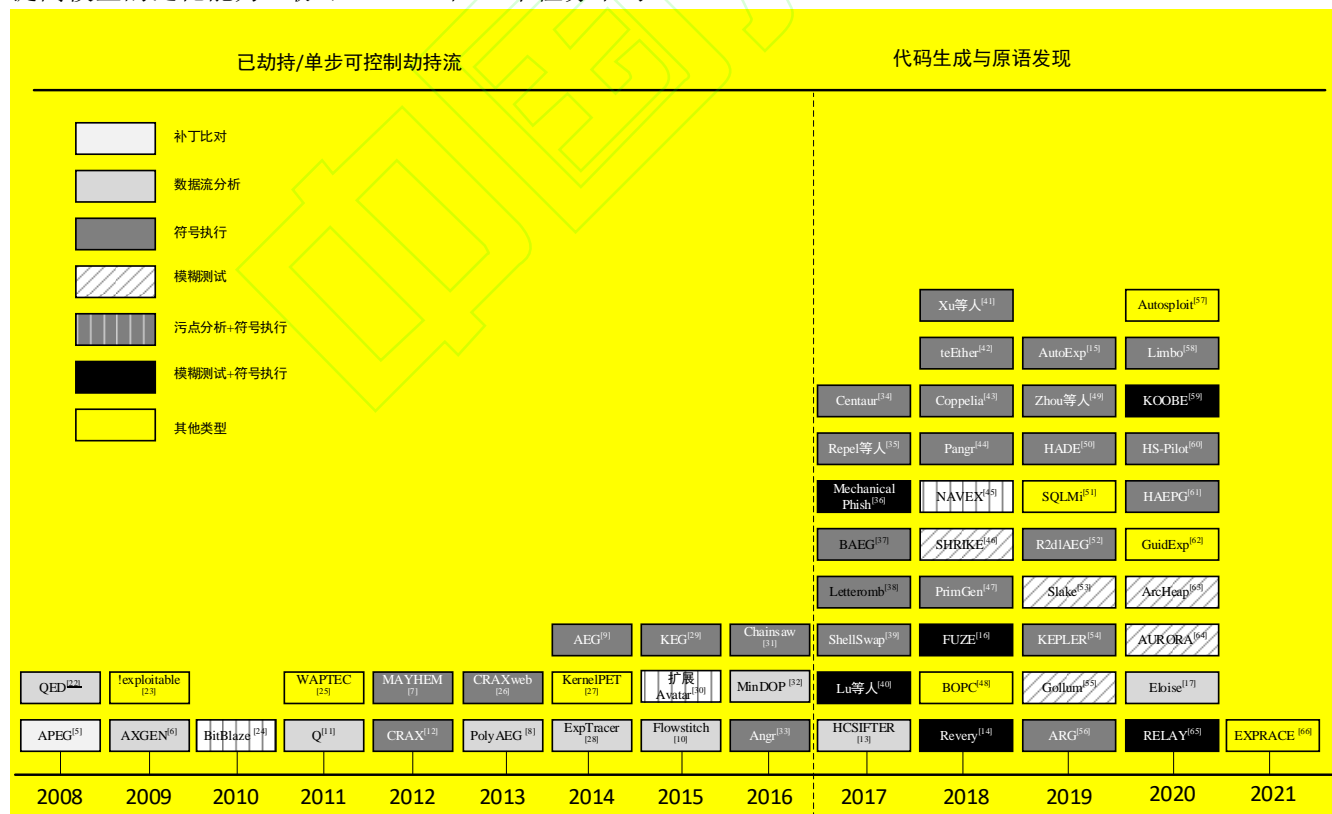 已劫持/单步可控制劫持流
代码生成与原语发现
补丁比对
数据流分析
符号执行
模糊测试
污点分析+符号执行
模糊测试+符号执行
其他类型
Xu等人[41]
Autosploit[57]
teEther[42]
AutoExp[15]
Limbo[58]
Centaur[34]
Coppelia[43]
Zhou等人[49]
KOOBE[59]
Repel等人[35]
Pangr[44]
HADE[50]
HS-Pilot[60]
Mechanical
Phish[36]
NAVEX[45]
SQLMi[51]
HAEPG[61]
BAEG[37]
SHRIKE[46]
R2dlAEG[52]
GuidExp[62]
Letteromb[38]
PrimGen[47]
Slake[53]
ArcHeap[63]
AEG[9]
KEG[29]
Chainsaw
[31]
ShellSwap[39]
FUZE[16]
KEPLER[54]
AURORA[64]
QED[22]
!exploitable
[23]
WAPTEC
[25]
MAYHEM
[7]
CRAXweb
[26]
KernelPET
[27]
扩展
Avatar[30]
MinDOP [32]
Lu等人[40]
BOPC[48]
Gollum[55]
Eloise[17]
APEG[5]
AXGEN[6]
BitBlaze[24]
Q[11]
CRAX[12]
PolyAEG [8]
ExpTracer
[28]
Flowstitch
[10]
Angr[33]
HCSIFTER
[13]
Revery[14]
ARG[56]
RELAY[65]
EXPRACE [66]
2008 2009 2010 2011 2012 2013 2014 2015 2016 2017 2018 2019 2020 2021